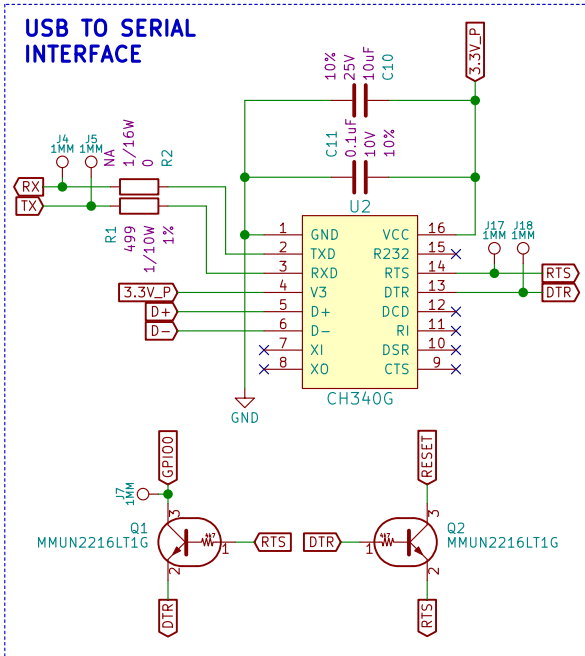 USB TO SERIAL
INTERFACE
10%
25V
10uF
C10
3.3V_P
C11
0.1uF
10V
10%
J4
1MM
J5
1MM
NA
1/16W
0
R2
RX
TX
R1
499
1/10W
1%
U2
1 GND VCC 16
2 TXD R232 15
3 RXD RTS 14
4 V3 DTR 13
5 D+ DCD 12
6 D- RI 11
7 XI DSR 10
8 XO CTS 9
3.3V_P
D+
D-
J17
1MM
J18
1MM
RTS
DTR
CH340G
GND
GPIO0
J7
1MM
3
Q1
MMUN2216LT1G
4k7
1
RTS
2
DTR
RESET
3
Q2
MMUN2216LT1G
DTR
1
4k7
2
RTS